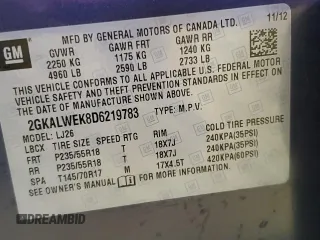 GM
MFD BY GENERAL MOTORS OF CANADA LTD.
11/12
GVWR GAWR FRT GAWR RR
2250 KG 1175 KG 1240 KG
4960 LB 2590 LB 2733 LB
THIS VEHICLE CONFORMS TO ALL APPLICABLE U.S. FEDERAL MOTOR
VEHICLE SAFETY AND THEFT PREVENTION STANDARDS IN EFFECT ON THE
DATE OF MANUFACTURE SHOWN ABOVE.
2GKALWEK8D6219783 TYPE: M.P.V.
MODEL: LJ26
LBCX TIRE SIZE SPEED RTG RIM COLD TIRE PRESSURE
FRT P235/55R18 T 18X7J 240KPA(35PSI)
RR P235/55R18 T 18X7J 240KPA(35PSI)
SPA T145/70R17 M 17X4.5T 420KPA(60PSI)
SEE OWNER'S MANUAL FOR ADDITIONAL INFORMATION.
GM
DREAMBID